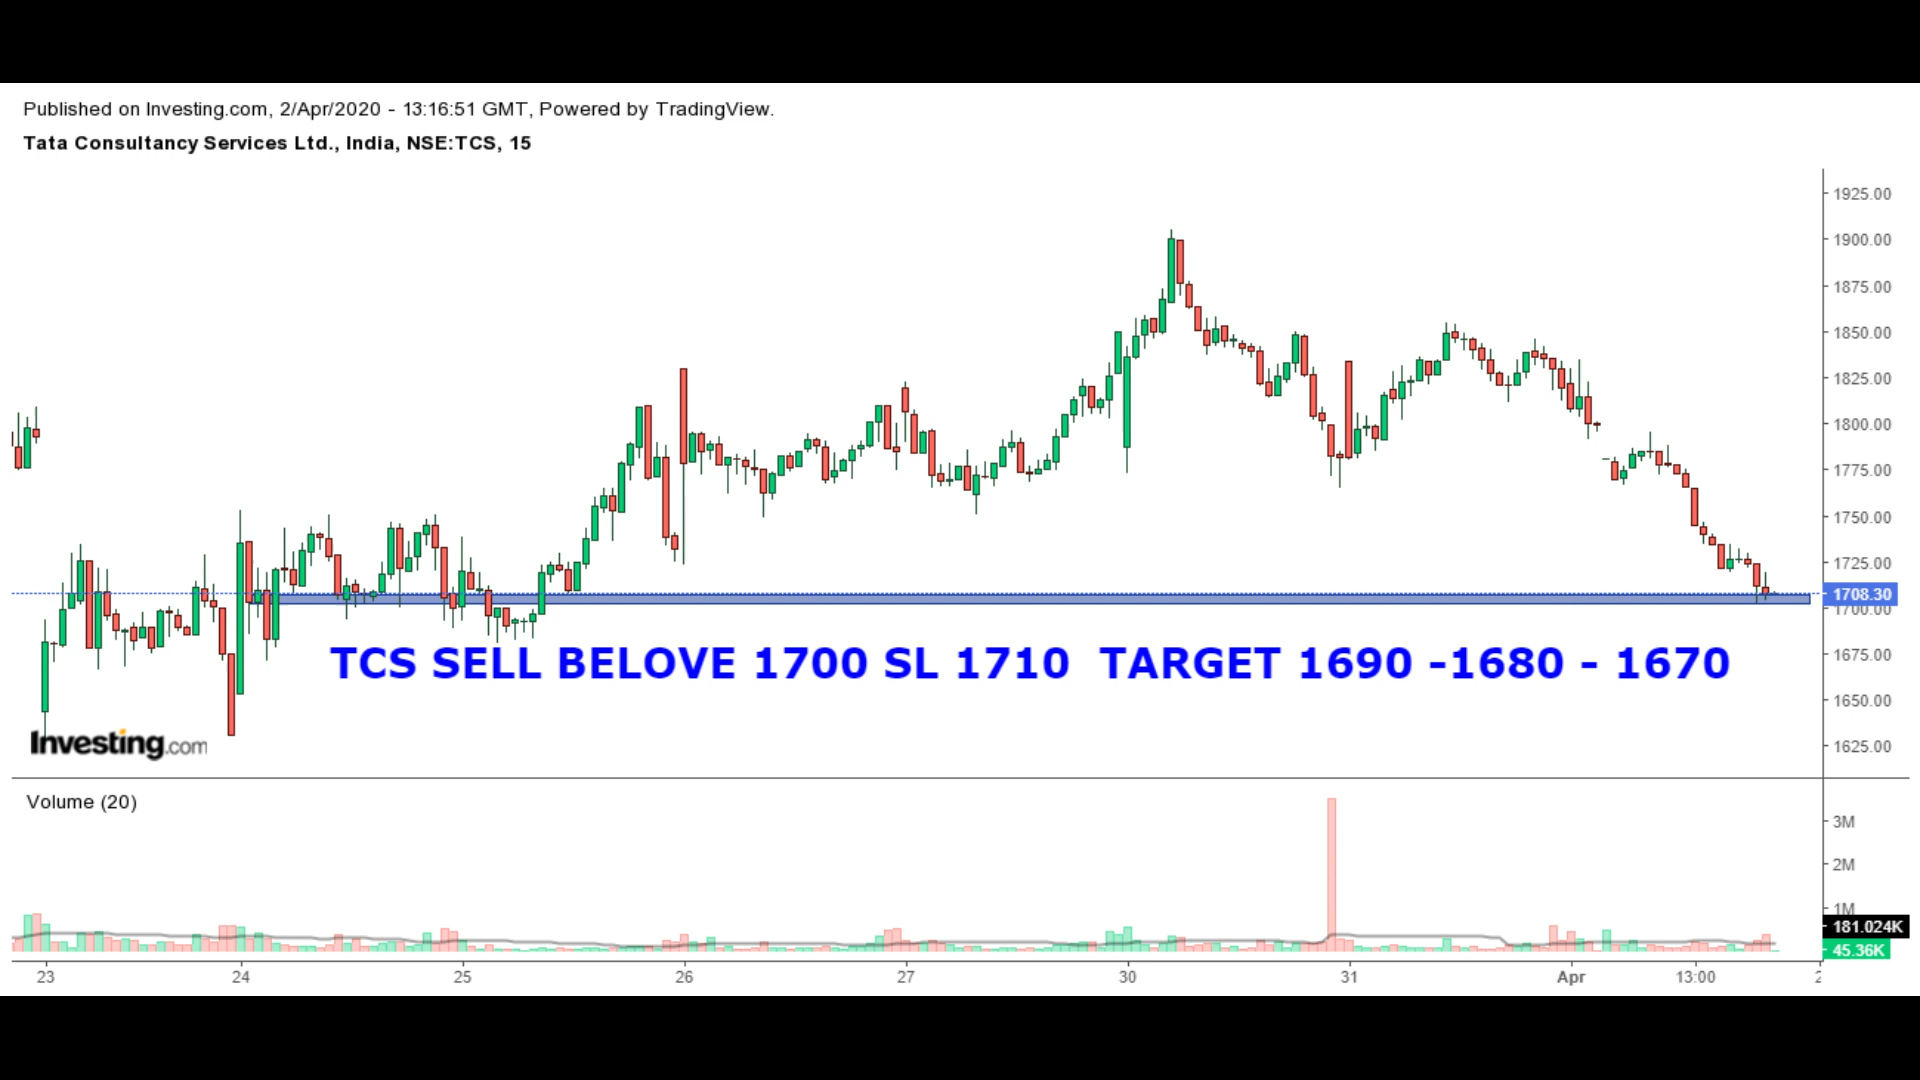 Published on Investing.com, 2/Apr/2020 - 13:16:51 GMT, Powered by TradingView.
Tata Consultancy Services Ltd., India, NSE:TCS, 15
1925.00
1900.00
1875.00
1850.00
1825.00
1800.00
1775.00
1750.00
1725.00
1708.30
1700.00
TCS SELL BELOVE 1700 SL 1710 TARGET 1690 -1680 - 1670
1675.00
1650.00
Investing.com
1625.00
Volume (20)
3M
2M
1M
181.024K
45.36K
23 24 25 26 27 30 31 Apr 13:00